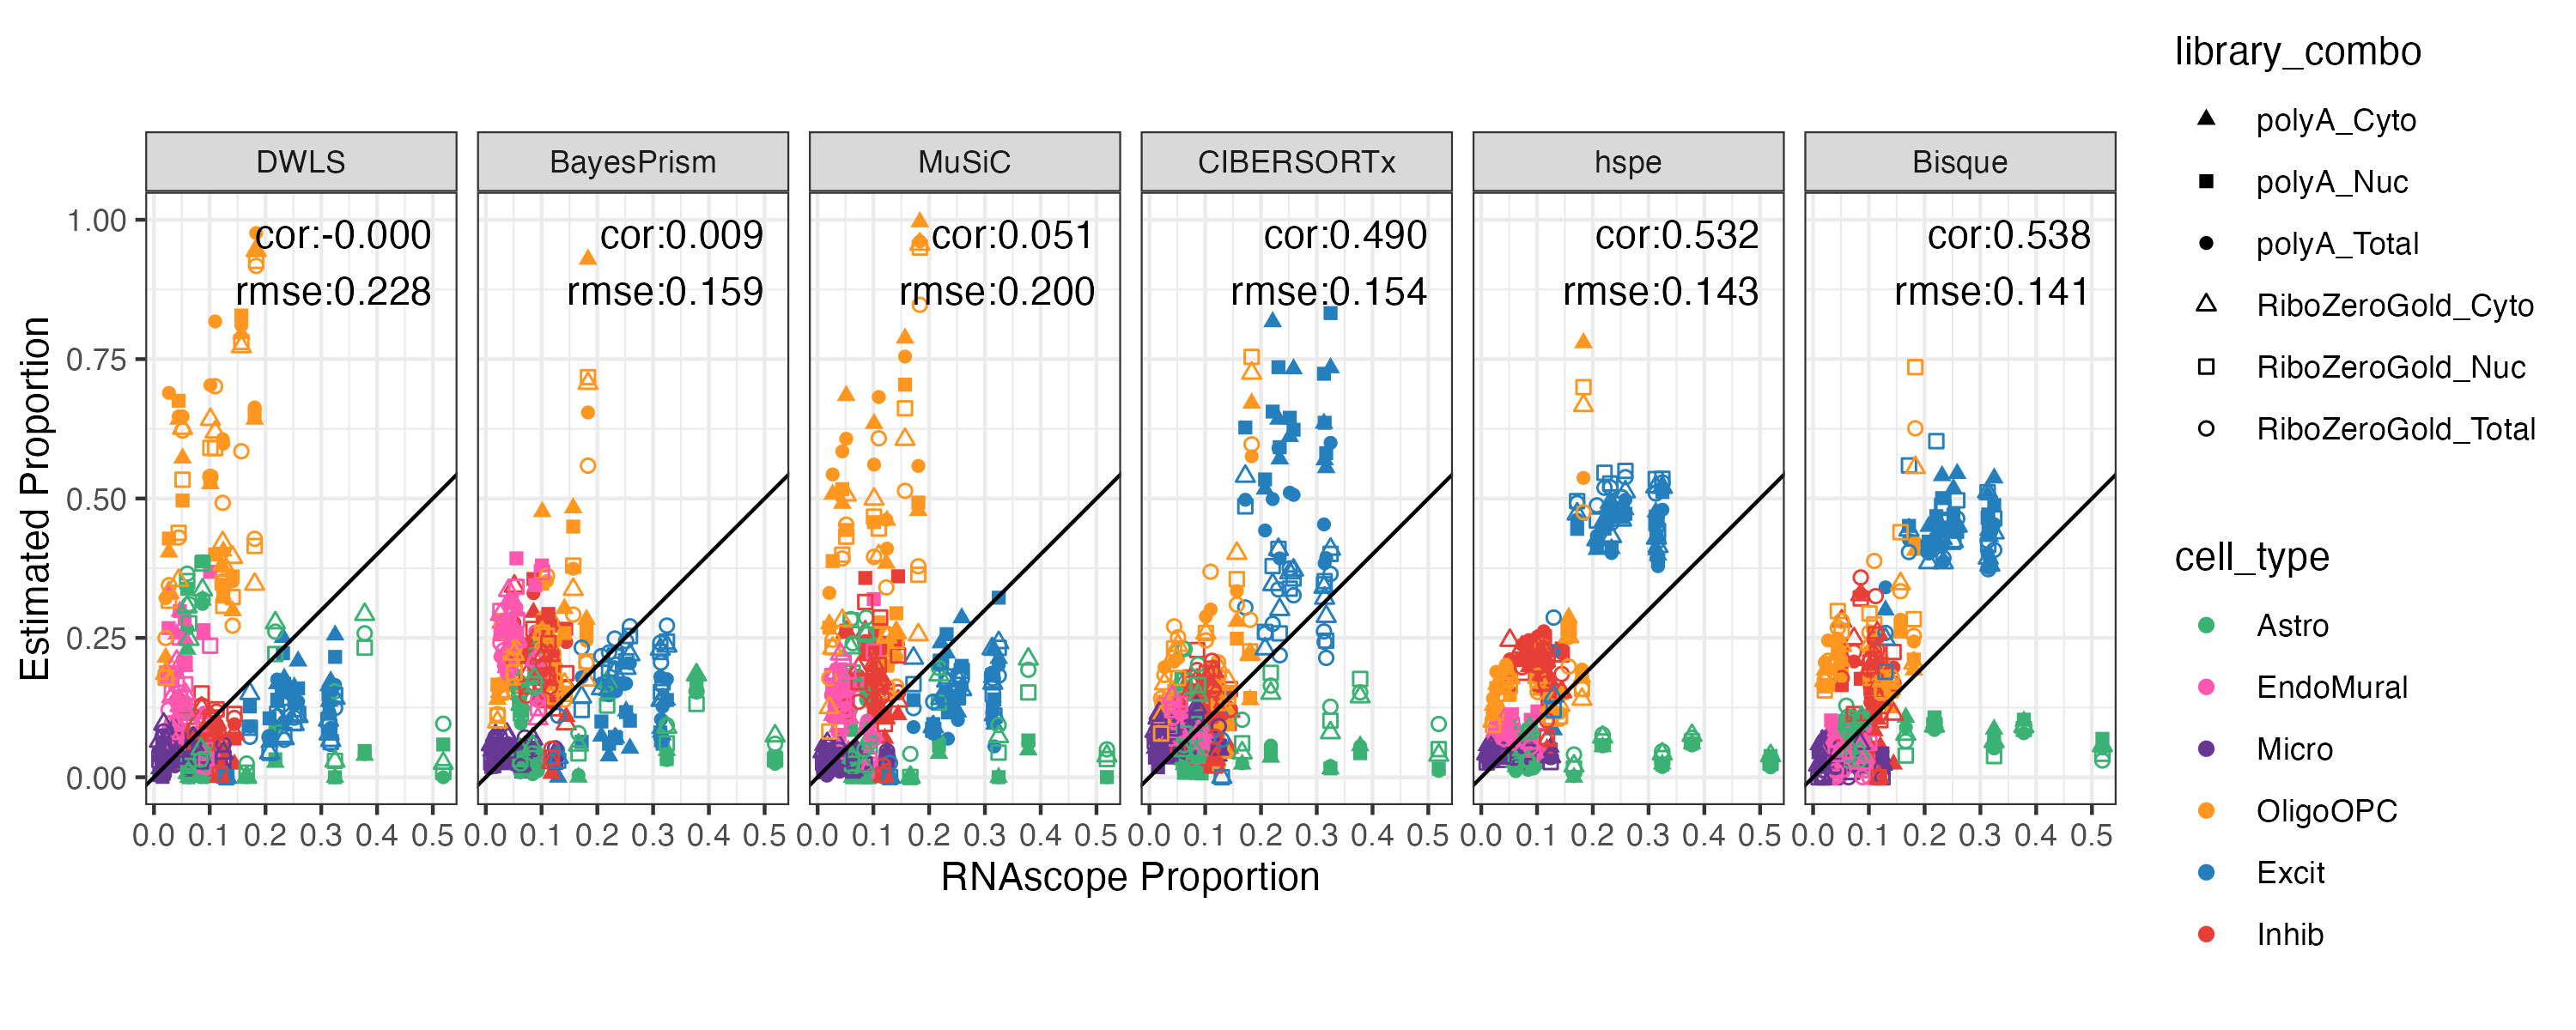 DWLS
BayesPrism
MuSiC
CIBERSORTx
hspe
Bisque
cor:-0.000
rmse:0.228
cor:0.009
rmse:0.159
cor:0.051
rmse:0.200
cor:0.490
rmse:0.154
cor:0.532
rmse:0.143
cor:0.538
rmse:0.141
Estimated Proportion
1.00
0.75
0.50
0.25
0.00
0.0 0.1 0.2 0.3 0.4 0.5
0.0 0.1 0.2 0.3 0.4 0.5
0.0 0.1 0.2 0.3 0.4 0.5
0.0 0.1 0.2 0.3 0.4 0.5
0.0 0.1 0.2 0.3 0.4 0.5
0.0 0.1 0.2 0.3 0.4 0.5
RNAscope Proportion
library_combo
polyA_Cyto
polyA_Nuc
polyA_Total
RiboZeroGold_Cyto
RiboZeroGold_Nuc
RiboZeroGold_Total
cell_type
Astro
EndoMural
Micro
OligoOPC
Excit
Inhib